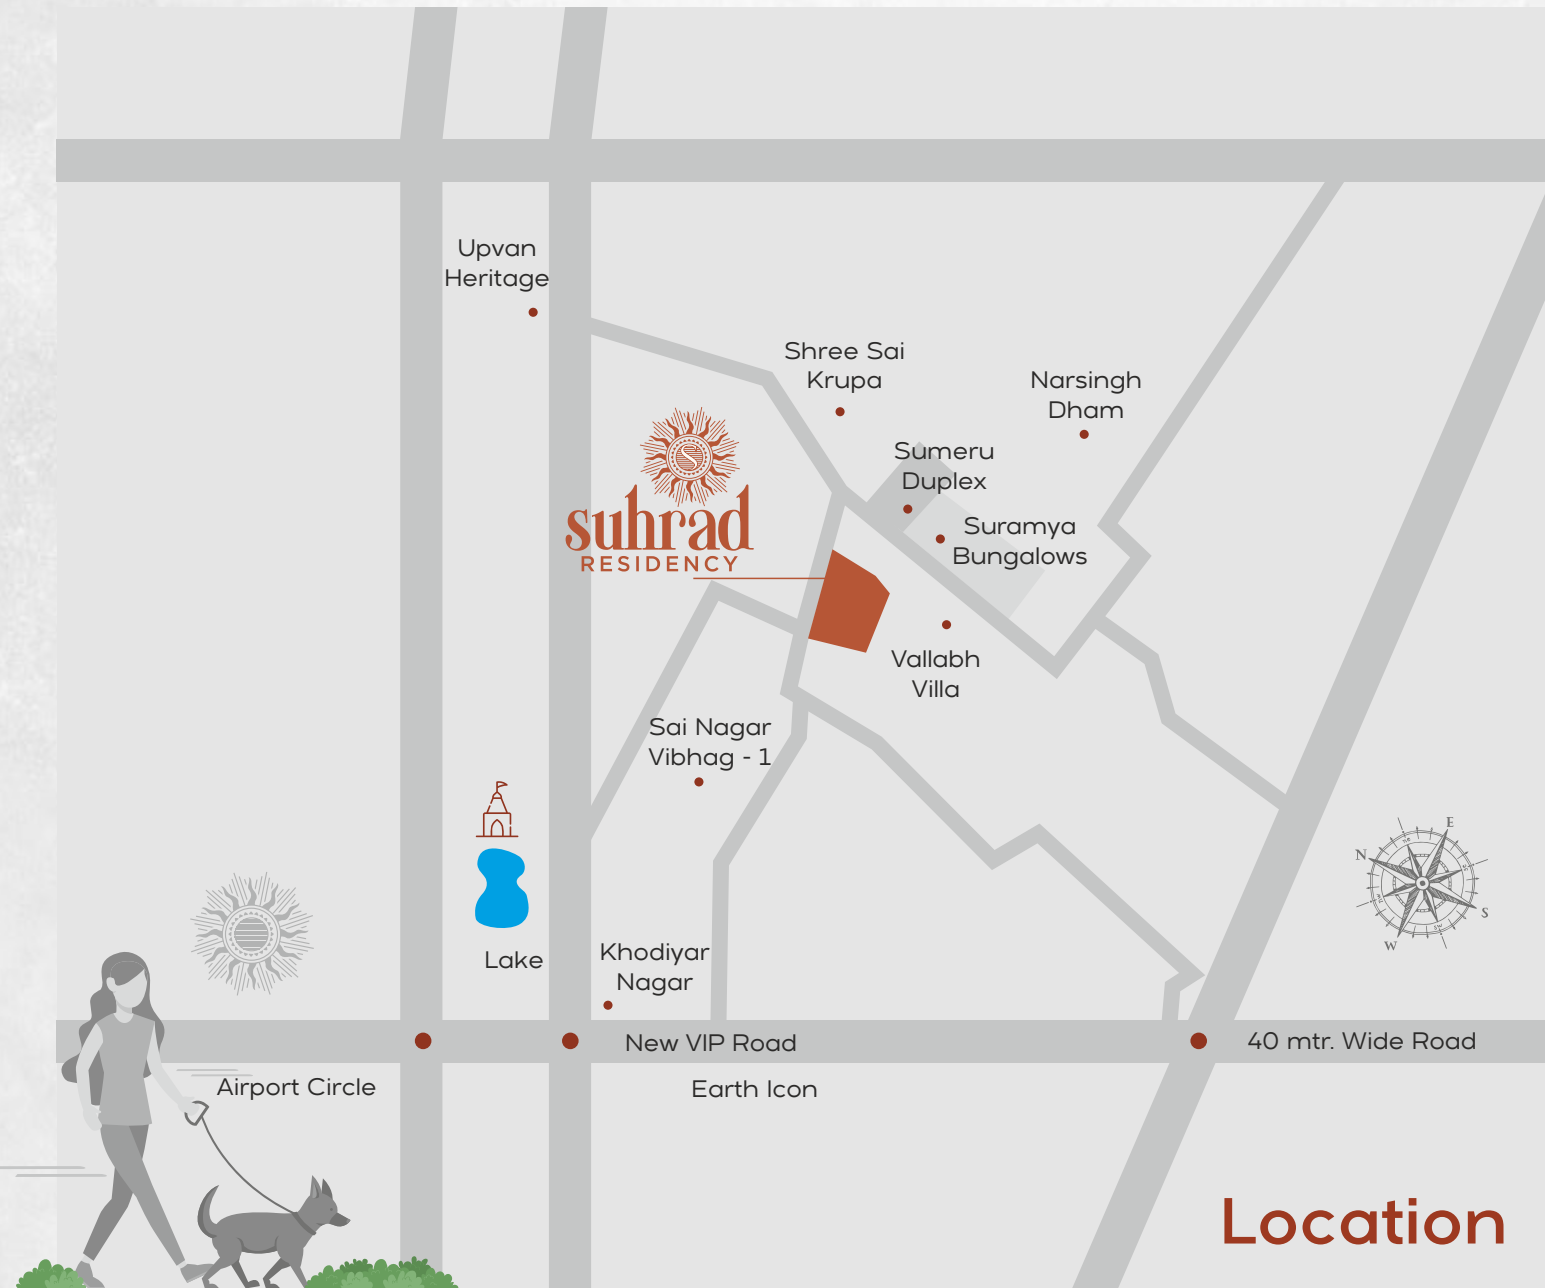 Upvan
Heritage
Shree Sai
Krupa
Narsingh
Dham
Sumeru
Duplex
S
suhrad
RESIDENCY
Suramya
Bungalows
Vallabh
Villa
Sai Nagar
Vibhag - 1
E
N
S
W
Lake
Khodiyar
Nagar
New VIP Road
40 mtr. Wide Road
Airport Circle
Earth Icon
Location